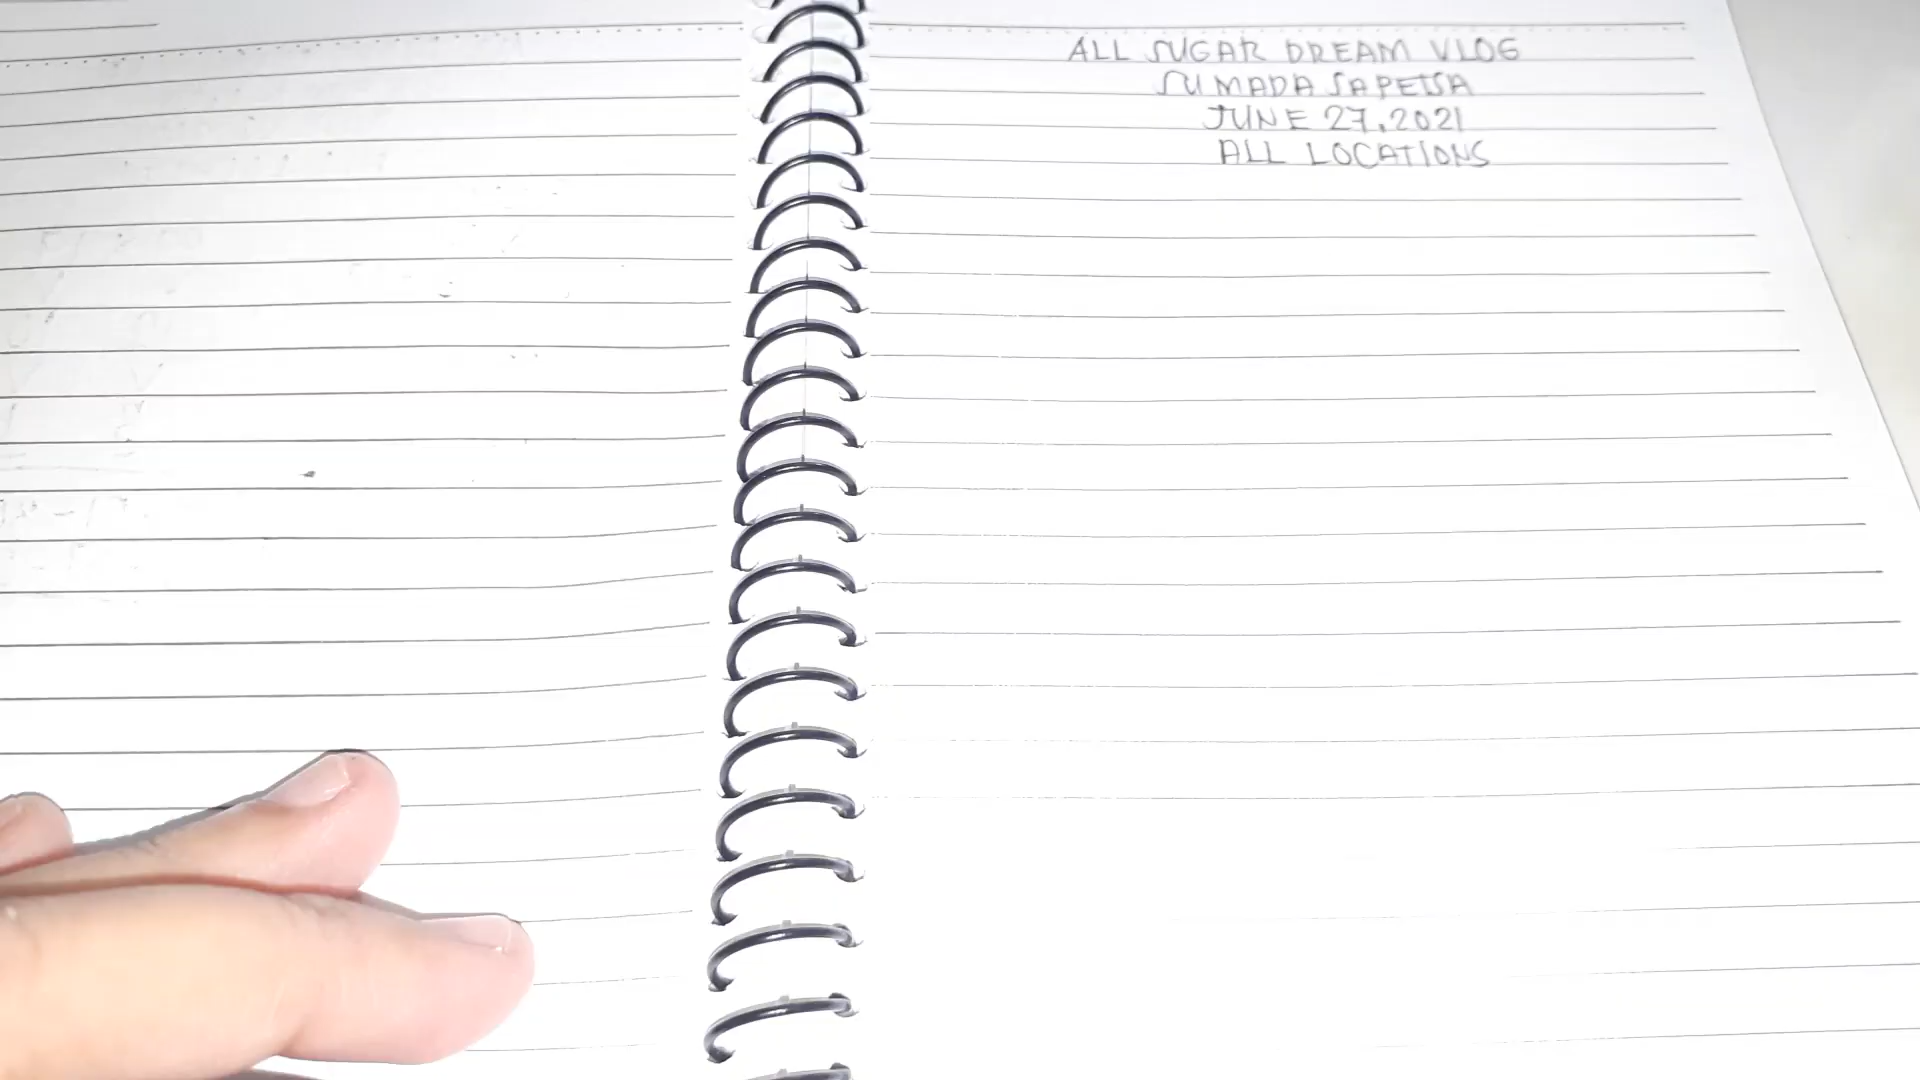 ALL SUGAR DREAM VLOG
SUMADA SAPETSA
JUNE 27, 2021
ALL LOCATIONS